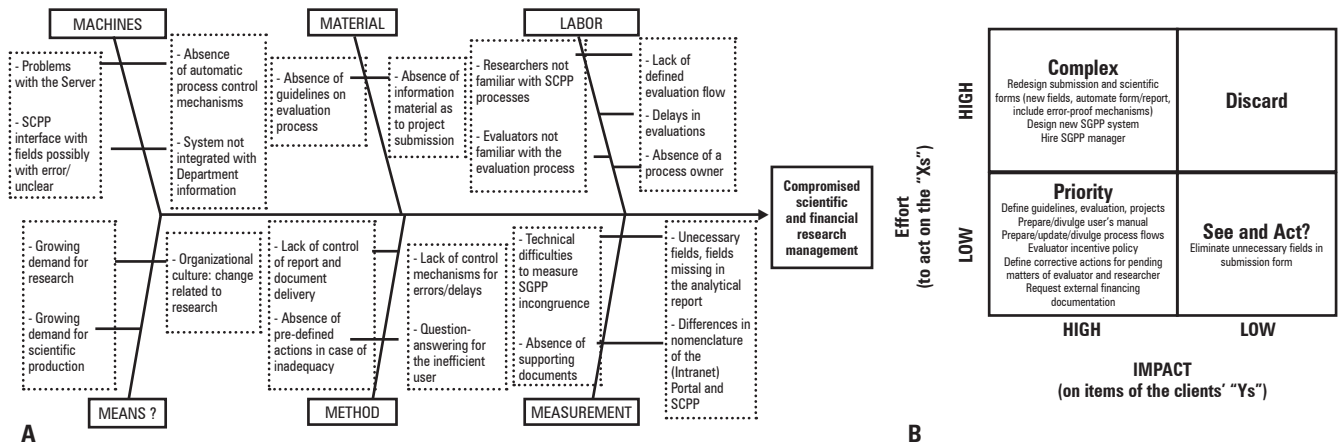 MACHINES
MATERIAL
LABOR
- Problems
with the Server
- SCPP
interface with
fields possibly
with error/
unclear
- Absence
of automatic
process control
mechanisms
- System not
integrated with
Department
information
- Absence of
guidelines on
evaluation
process
- Absence of
information
material as
to project
submission
- Researchers not
familiar with SCPP
processes
- Evaluators not
familiar with the
evaluation process
- Lack of
defined
evaluation flow
- Delays in
evaluations
- Absence of a
process owner
Compromised
scientific
and financial
research
management
- Growing
demand for
research
- Growing
demand for
scientific
production
- Organizational
culture: change
related to
research
- Lack of control
of report and
document
delivery
- Absence of
pre-defined
actions in case of
inadequacy
- Lack of control
mechanisms for
errors/delays
- Question-
answering for
the inefficient
user
- Technical
difficulties
to measure
SGPP
incongruence
- Absence of
supporting
documents
- Unecessary
fields, fields
missing in
the analytical
report
- Differences in
nomenclature
of the
(Intranet)
Portal and
SCPP
MEANS ?
METHOD
MEASUREMENT
A
Effort
(to act on the "Xs")
HIGH
LOW
Complex
Redesign submission and scientific
forms (new fields, automate form/report,
include error-proof mechanisms)
Design new SGPP system
Hire SGPP manager
Discard
Priority
Define guidelines, evaluation, projects
Prepare/divulge user's manual
Prepare/update/divulge process flows
Evaluator incentive policy
Define corrective actions for pending
matters of evaluator and researcher
Request external financing
documentation
See and Act?
Eliminate unnecessary fields in
submission form
HIGH
LOW
IMPACT
(on items of the clients' "Ys")
B